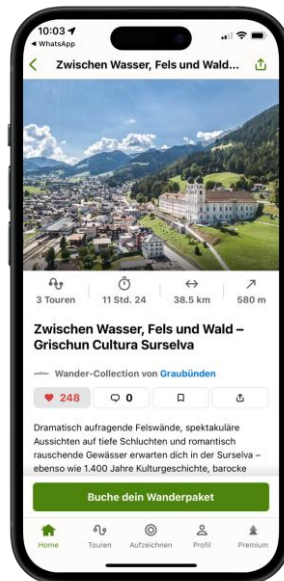 10:03
◄ WhatsApp
Zwischen Wasser, Fels und Wald...
3 Touren
11 Std. 24
38.5 km
580 m
Zwischen Wasser, Fels und Wald –
Grischun Cultura Surselva
Wander-Collection von Graubünden
248
0
Dramatisch aufragende Felswände, spektakuläre
Aussichten auf tiefe Schluchten und romantisch
rauschende Gewässer erwarten dich in der Surselva –
ebenso wie 1.400 Jahre Kulturgeschichte, barocke
Buche dein Wanderpaket
Home
Touren
Aufzeichnen
Profil
Premium